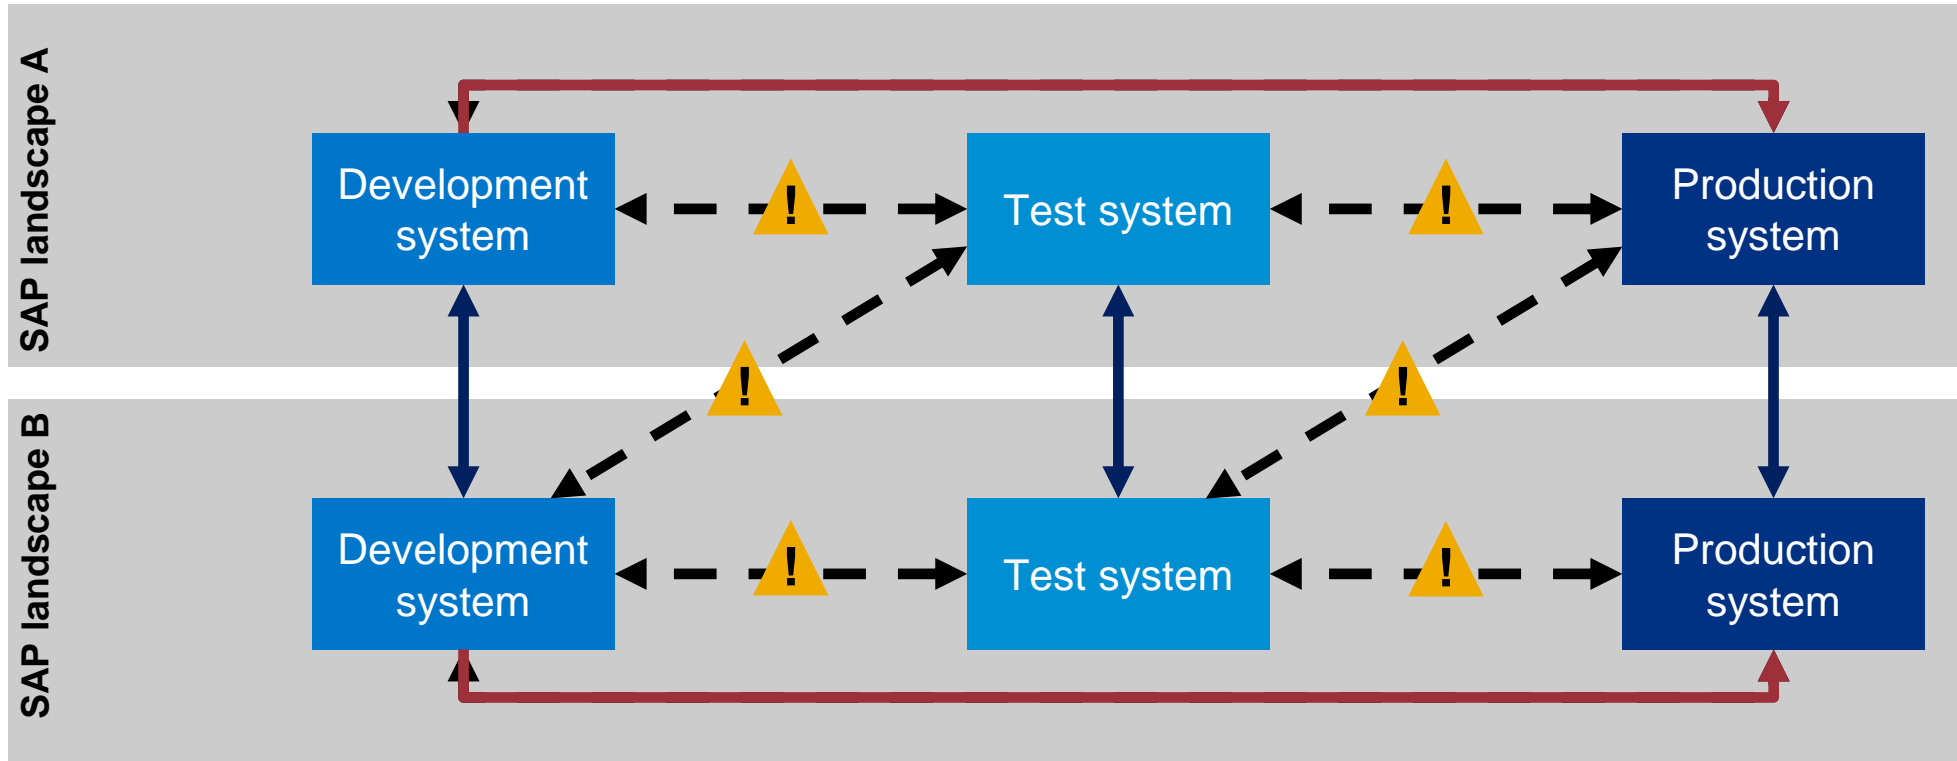 SAP landscape A
Development
system
!
Test system
!
Production
system
!
!
SAP landscape B
Development
system
!
Test system
!
Production
system